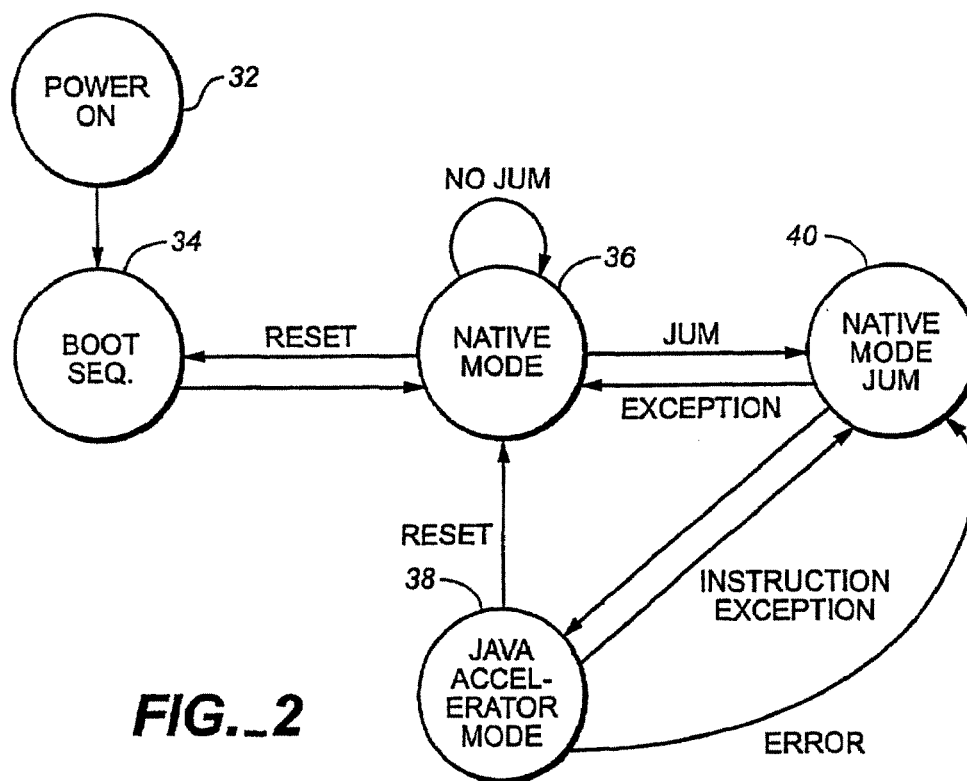 POWER
ON
32
NO JUM
34
36
40
BOOT
SEQ.
RESET
NATIVE
MODE
JUM
EXCEPTION
NATIVE
MODE
JUM
RESET
38
INSTRUCTION
EXCEPTION
JAVA
ACCEL-
ERATOR
MODE
ERROR
FIG._2